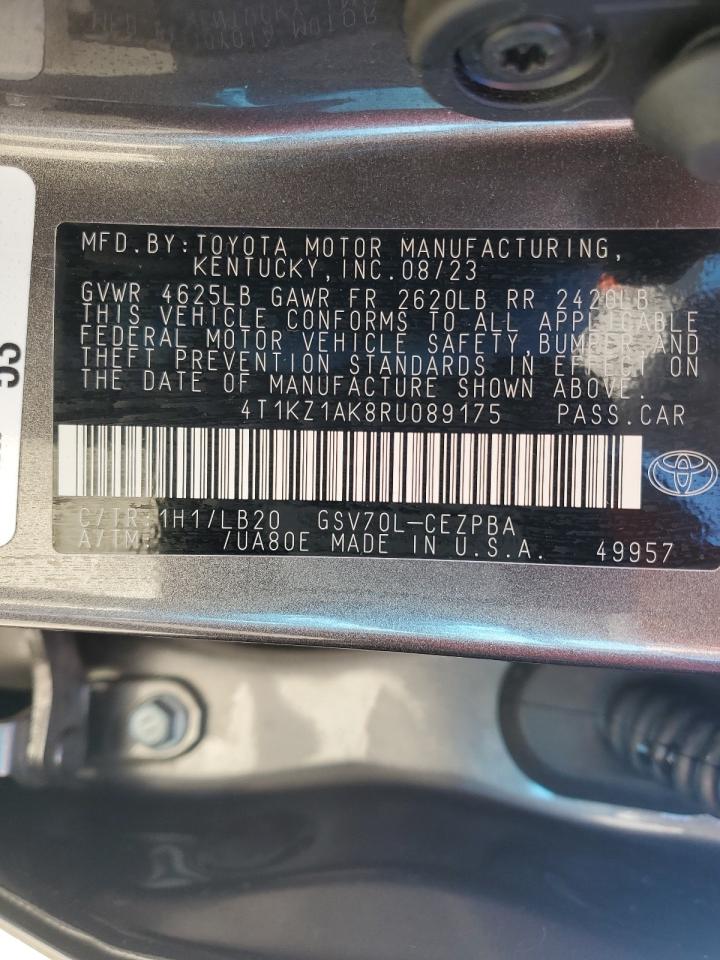 MFD.BY:TOYOTA MOTOR MANUFACTURING,
KENTUCKY,INC.08/23
GVWR 4625LB GAWR FR 2620LB RR 2420LB
THIS VEHICLE CONFORMS TO ALL APPLICABLE
FEDERAL MOTOR VEHICLE SAFETY,BUMPER AND
THEFT PREVENTION STANDARDS IN EFFECT ON
THE DATE OF MANUFACTURE SHOWN ABOVE.
4T1KZ1AK8RU089175 PASS.CAR
C/TR:1H1/LB20 GSV70L-CEZPBA
A/TM: /UA80E MADE IN U.S.A. 49957